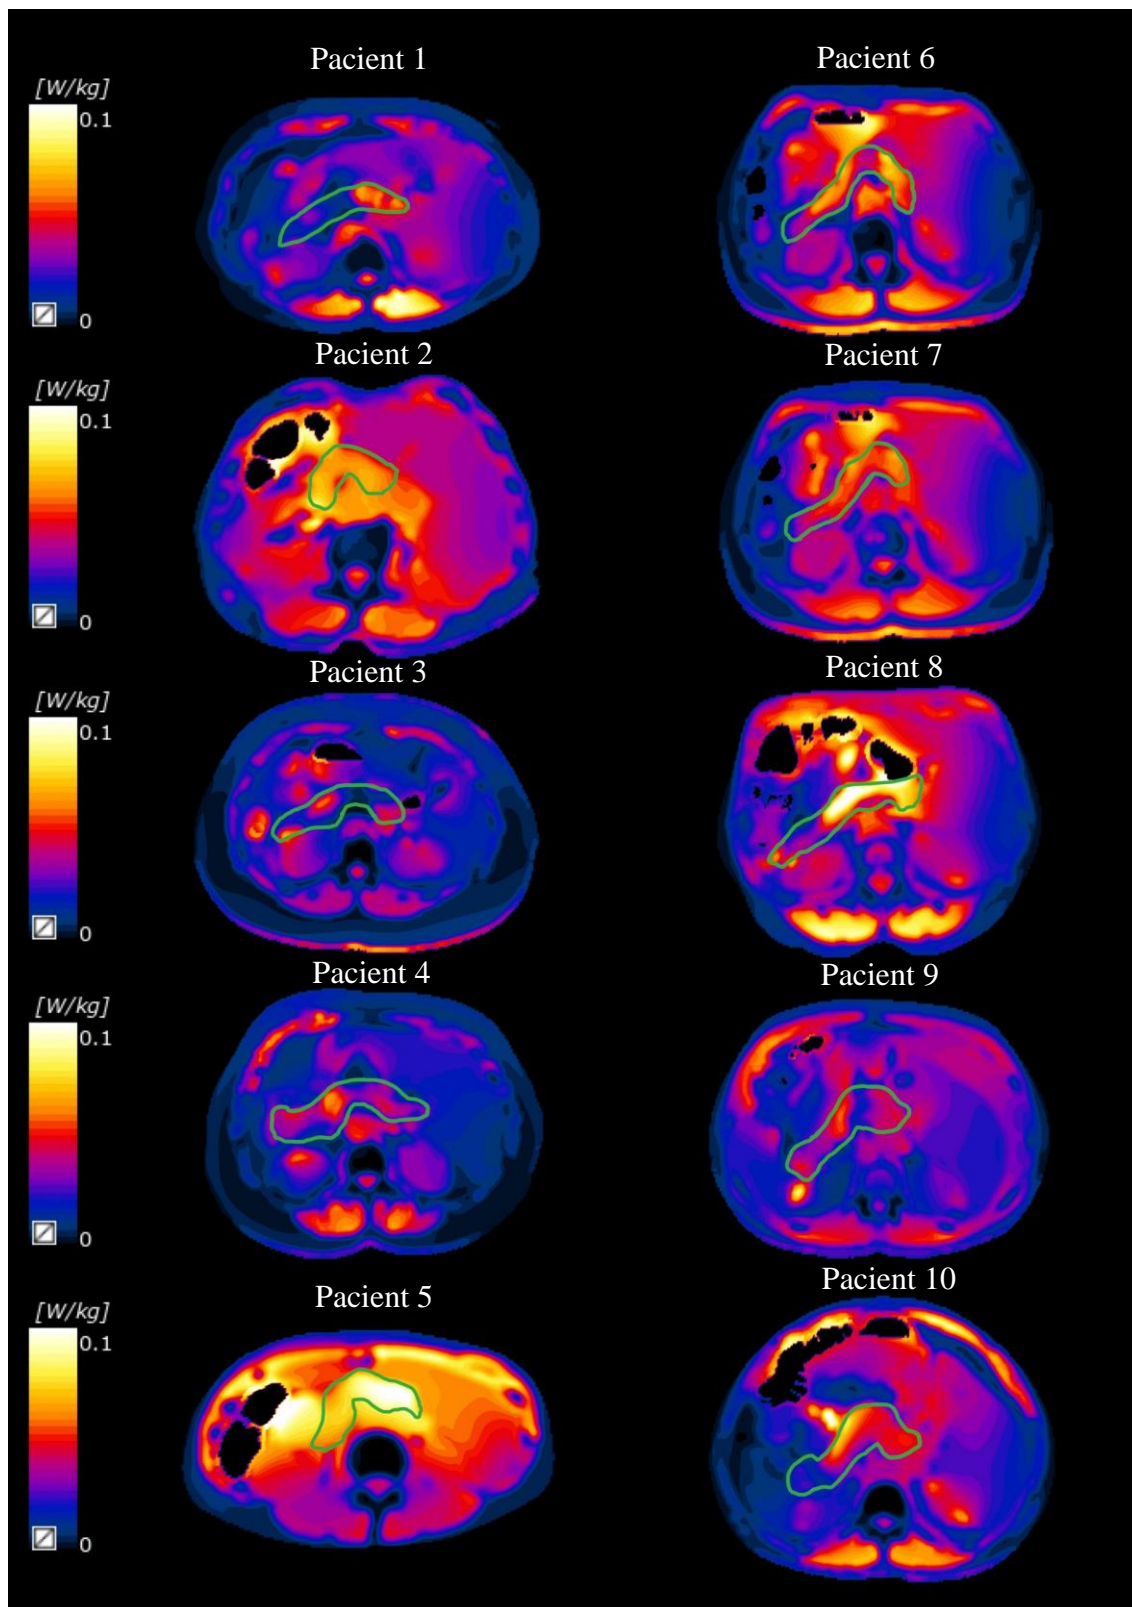 Pacient 1
Pacient 6
[W/kg]
0.1
0
Pacient 2
Pacient 7
[W/kg]
0.1
0
Pacient 3
Pacient 8
[W/kg]
0.1
0
Pacient 4
Pacient 9
[W/kg]
0.1
0
Pacient 5
Pacient 10
[W/kg]
0.1
0